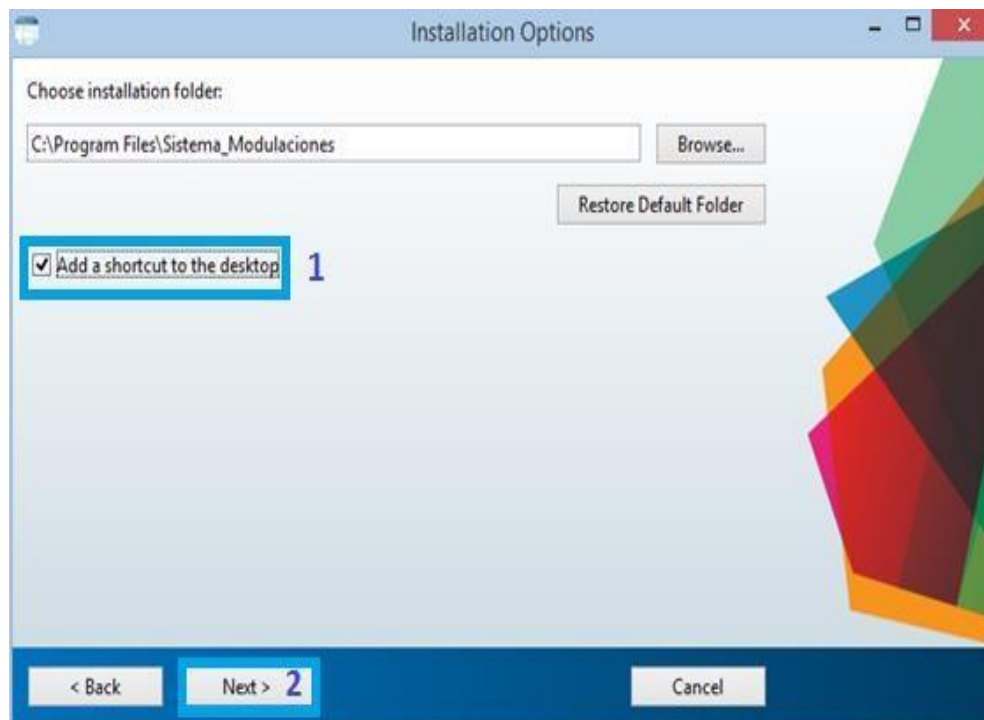 Installation Options
Choose installation folder:
C:\Program Files\Sistema_Modulaciones
Browse...
Restore Default Folder
Add a shortcut to the desktop 1
< Back
Next > 2
Cancel